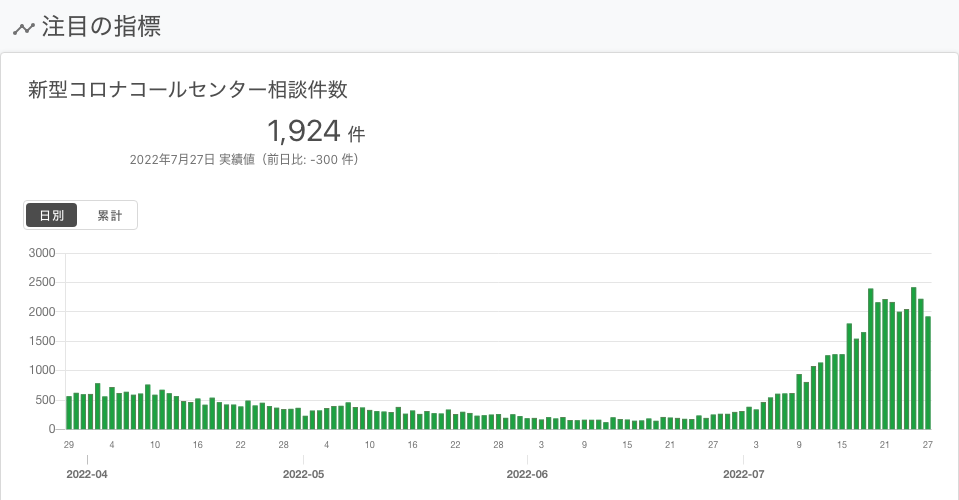 注目の指標
新型コロナコールセンター相談件数
1,924 件
2022年7月27日 実績値（前日比: -300 件）
日別 累計
3000
2500
2000
1500
1000
500
0
29 4 10 16 22 28 4 10 16 22 28 3 9 15 21 27 3 9 15 21 27
2022-04 2022-05 2022-06 2022-07